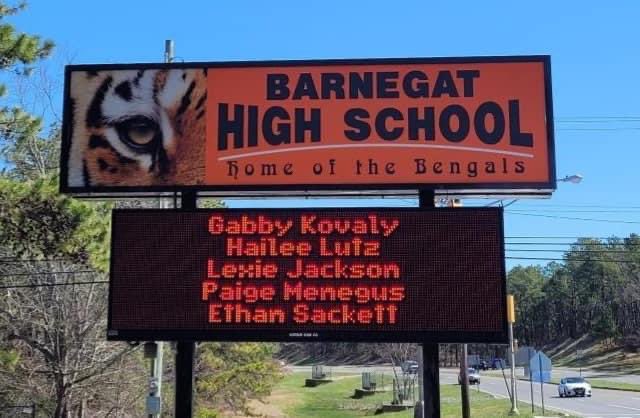 BARNEGAT
HIGH SCHOOL
Home of the Bengals
Gabby Kovaly
Hailee Lutz
Lexie Jackson
Paige Menegus
Ethan Sackett